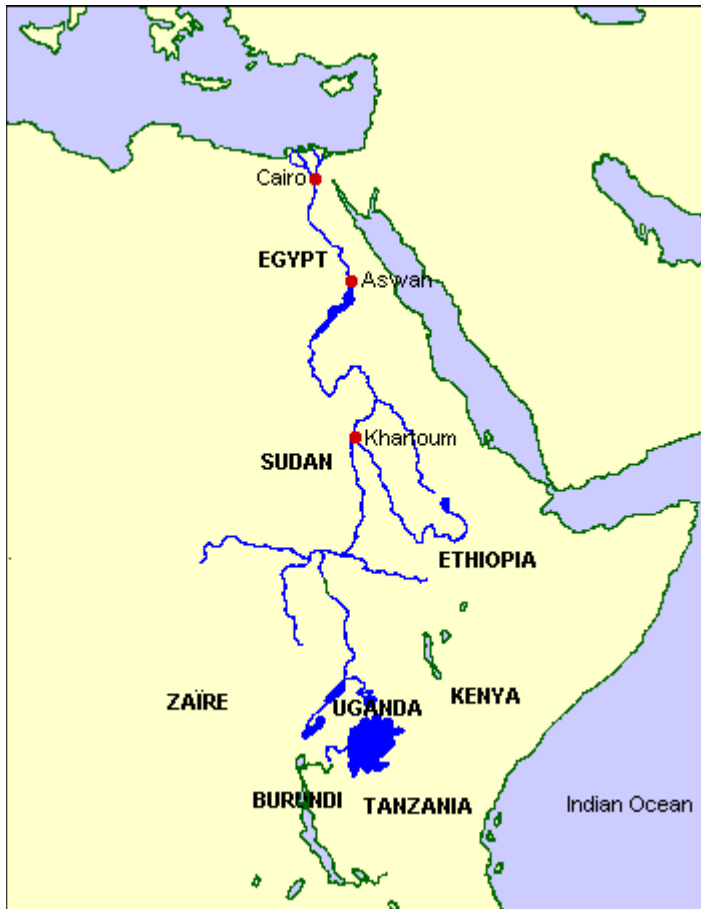 Cairo
EGYPT
Aswan
Khartoum
SUDAN
ETHIOPIA
ZAÏRE
UGANDA
KENYA
BURUNDI
TANZANIA
Indian Ocean